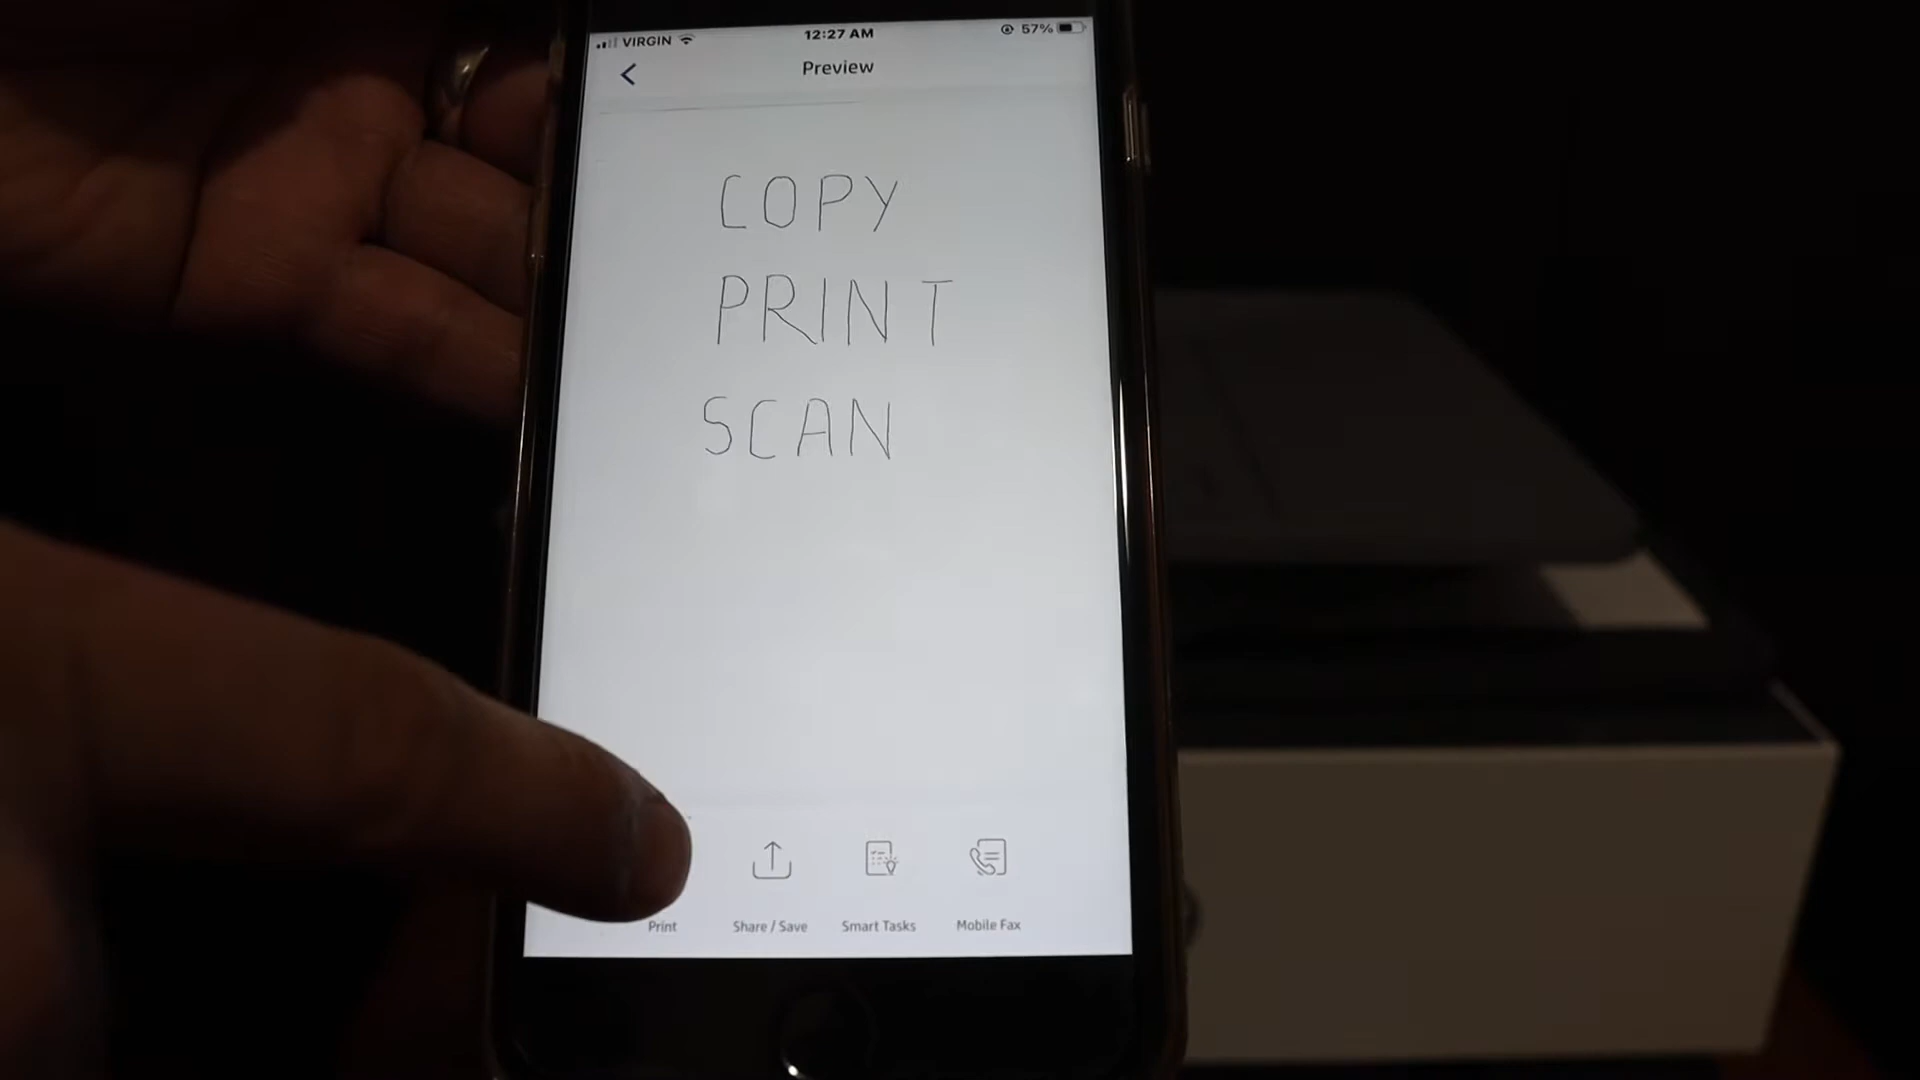 VIRGIN 12:27 AM 57%
Preview
COPY
PRINT
SCAN
Print Share / Save Smart Tasks Mobile Fax